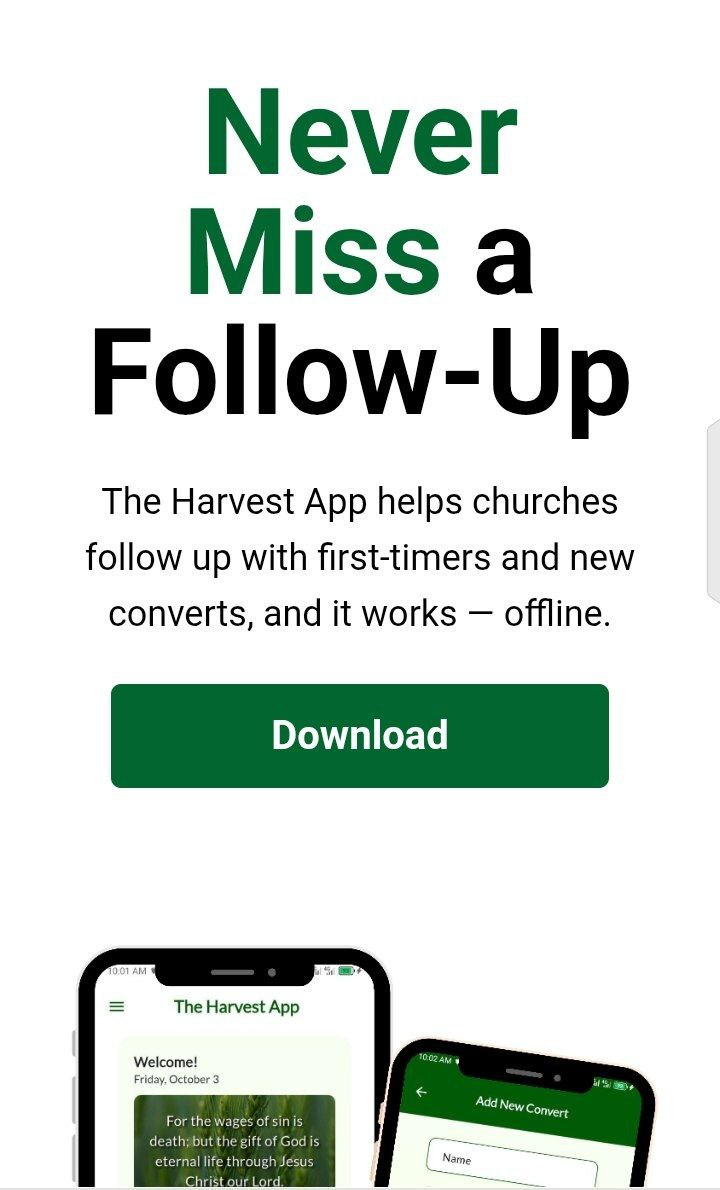 Never
Miss a
Follow-Up
The Harvest App helps churches
follow up with first-timers and new
converts, and it works — offline.
Download
10:01 AM
The Harvest App
Welcome!
Friday, October 3
For the wages of sin is
death; but the gift of God is
eternal life through Jesus
Christ our Lord.
10:02 AM
Add New Convert
Name